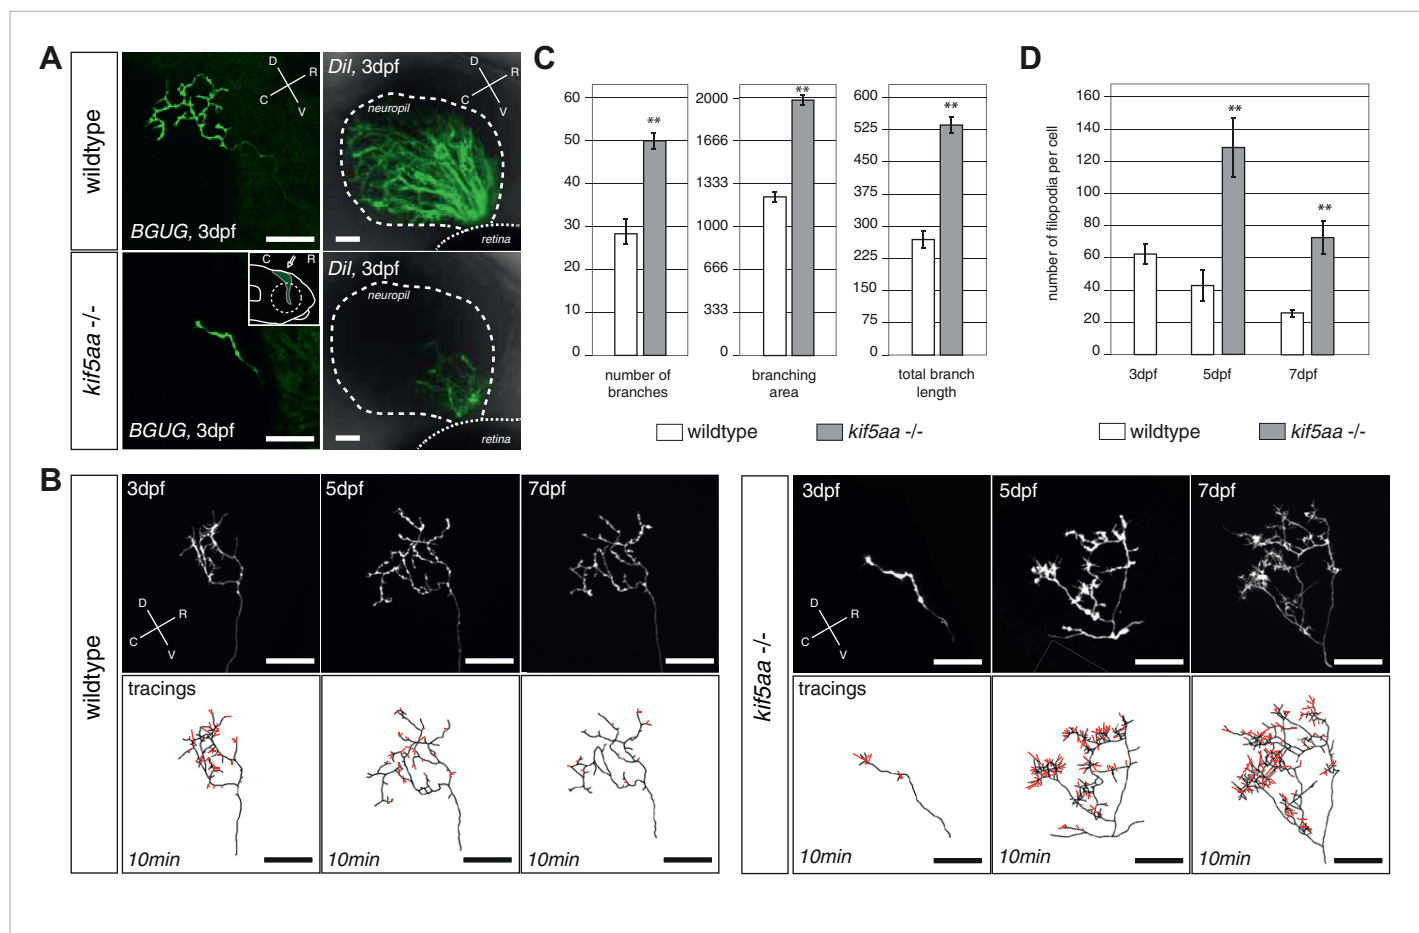 A
wildtype
D
R
C
V
BGUG, 3dpf
DiI, 3dpf
neuropil
D
R
C
V
retina
kif5aa -/-
C R
BGUG, 3dpf
DiI, 3dpf
neuropil
retina
C
60
50
40
30
20
10
0
**
number of
branches
2000
1666
1333
1000
666
333
0
**
branching
area
600
525
450
375
300
225
150
75
0
**
total branch
length
wildtype
kif5aa -/-
D
number of filopodia per cell
160
140
120
100
80
60
40
20
0
**
**
3dpf
5dpf
7dpf
wildtype
kif5aa -/-
B
wildtype
3dpf
D
R
C
V
5dpf
7dpf
tracings
10min
10min
10min
kif5aa -/-
3dpf
D
R
C
V
5dpf
7dpf
tracings
10min
10min
10min